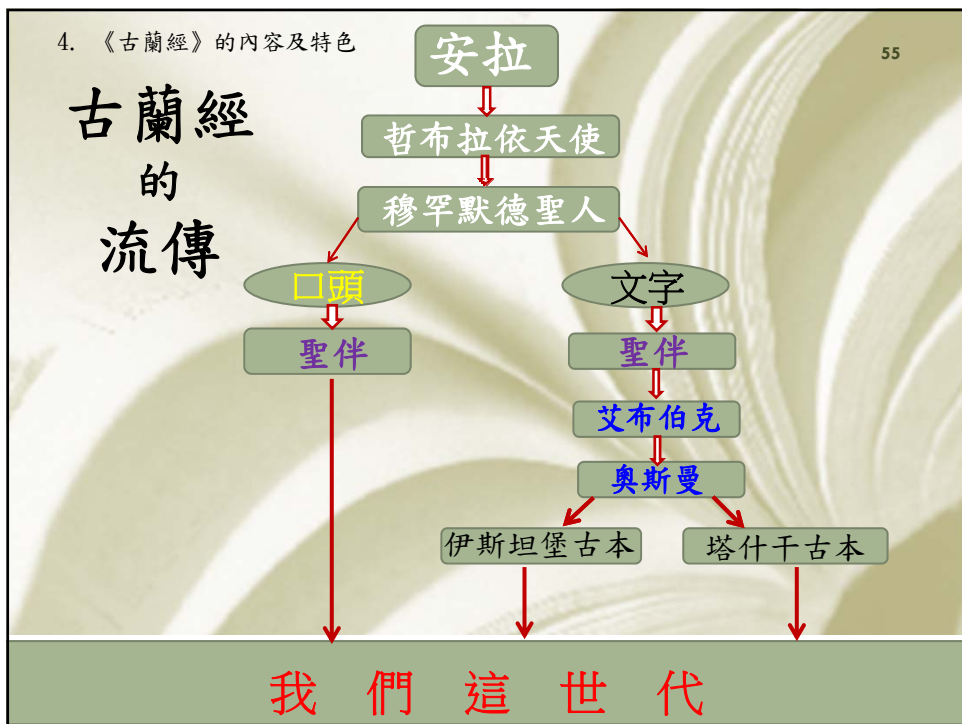 4. 《古蘭經》的內容及特色
55
古蘭經
的
流傳
安拉
哲布拉依天使
穆罕默德聖人
口頭
文字
聖伴
聖伴
艾布伯克
奧斯曼
伊斯坦堡古本
塔什干古本
我們這世代